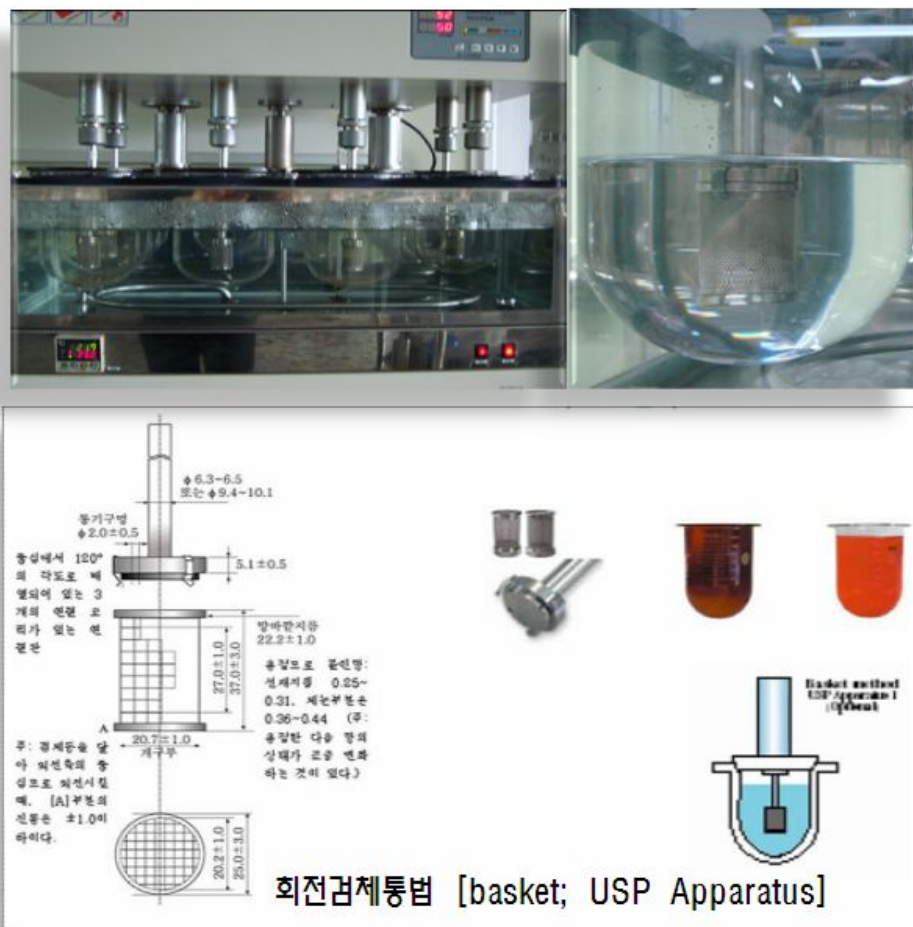 φ6.3~6.5
또는 φ9.4~10.1
통기구멍
φ2.0±0.5
5.1±0.5
중심에서 120°
의 각도로 배
열되어 있는 3
개의 연결 고
리가 있는 연
결판
망바깥지름
22.2±1.0
27.0±1.0
37.0±3.0
용접으로 붙인망:
선재지름 0.25~
0.31. 체눈부분은
0.36~0.44 (주:
용접한 다음 망의
상태가 조금 변화
하는 것이 있다.)
A
20.7±1.0
개구부
주: 검체통을 달
아 회전축의 중
심으로 회전시킬
때, [A]부분의
진동은 ±1.0이
하이다.
20.2±1.0
25.0±3.0
Basket method
USP Apparatus 1
(Optional)
회전검체통법 [basket; USP Apparatus]